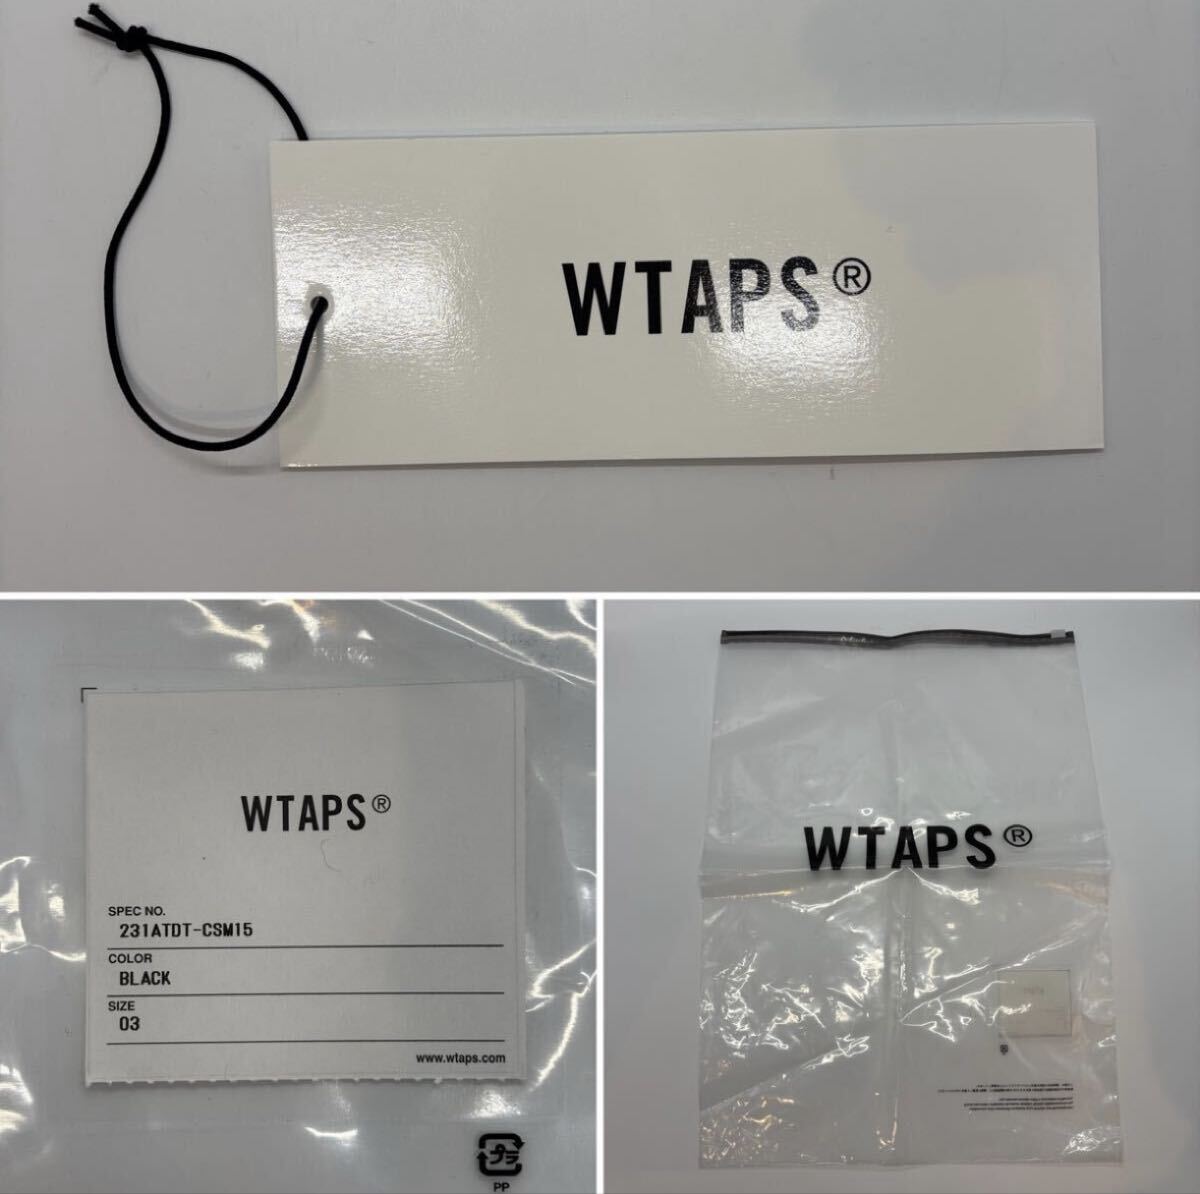 WTAPS®
WTAPS®
SPEC NO.
231ATDT-CSM15
COLOR
BLACK
SIZE
03
www.wtaps.com
プラ
PP
WTAPS®